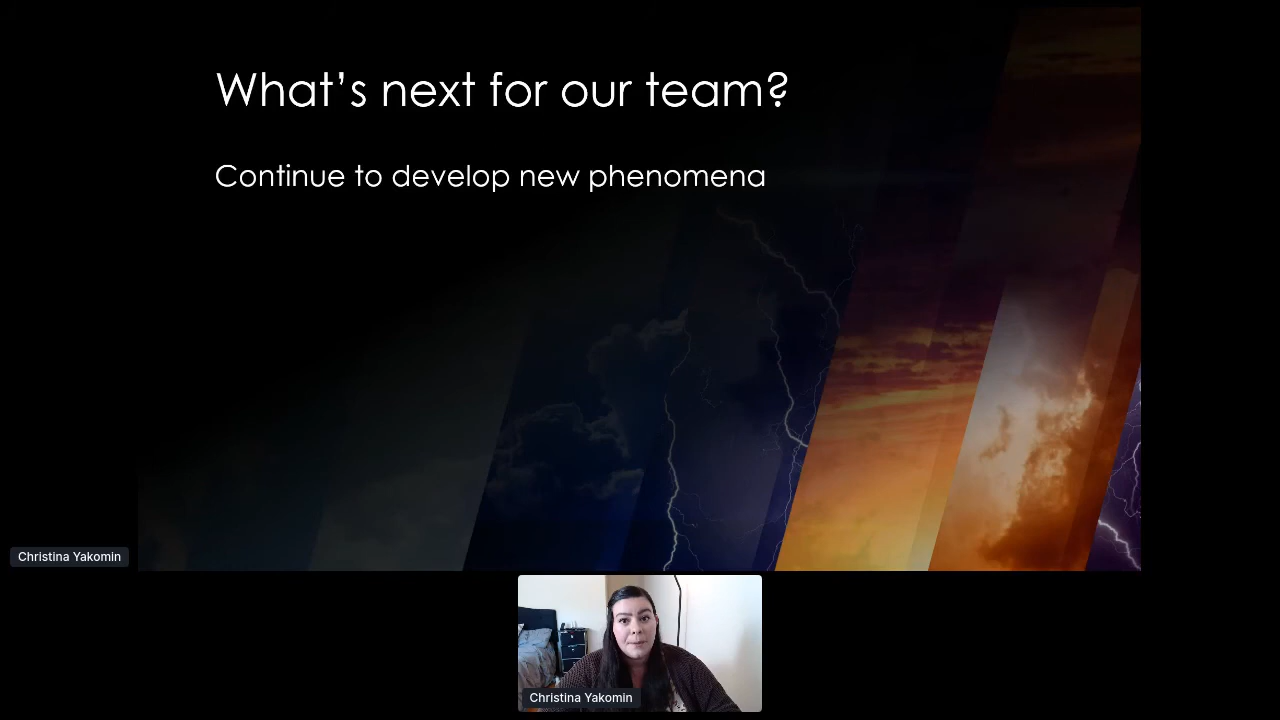 What's next for our team?
Continue to develop new phenomena
Christina Yakomin
Christina Yakomin